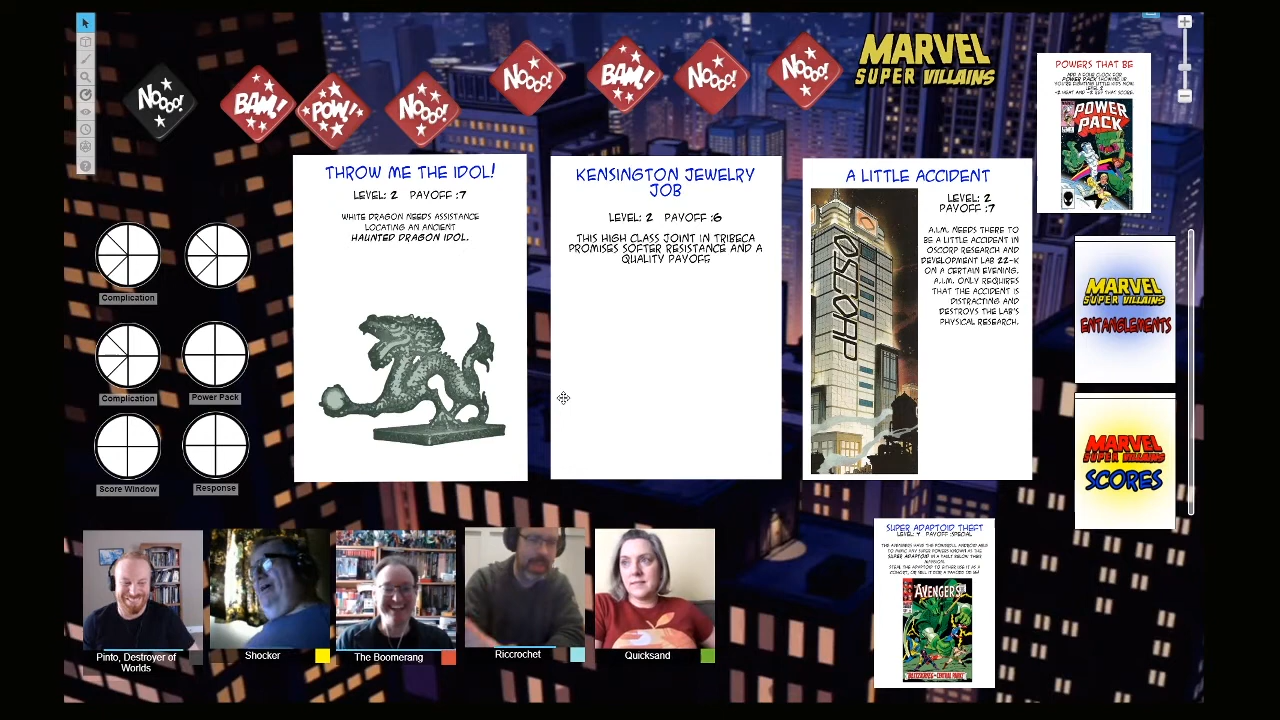 Nooo!
BAM!
POW!
Nooo!
Nooo!
BAM!
Nooo!
Nooo!
MARVEL
SUPER VILLAINS
POWERS THAT BE
POWER
PACK
THROW ME THE IDOL!
LEVEL: 2 PAYOFF :7
WHITE DRAGON NEEDS ASSISTANCE
LOCATING AN ANCIENT
HAUNTED DRAGON IDOL.
KENSINGTON JEWELRY
JOB
LEVEL: 2 PAYOFF :6
THIS HIGH CLASS JOINT IN TRIBECA
PROMISES SOFTER RESISTANCE AND A
QUALITY PAYOFF
A LITTLE ACCIDENT
LEVEL: 2
PAYOFF :7
A.I.M. NEEDS THERE TO
BE A LITTLE ACCIDENT IN
OSCORP RESEARCH AND
DEVELOPMENT LAB 22-K
ON A CERTAIN EVENING.
A.I.M. ONLY REQUIRES
THAT THE ACCIDENT IS
DISTRACTING AND
DESTROYS THE LAB'S
PHYSICAL RESEARCH.
OSCORP
Complication
Complication
Power Pack
Score Window
Response
MARVEL
SUPER VILLAINS
ENTANGLEMENTS
MARVEL
SUPER VILLAINS
SCORES
SUPER ADAPTOID THEFT
LEVEL: 4 PAYOFF :SPECIAL
AVENGERS
Pinto, Destroyer of
Worlds
Shocker
The Boomerang
Riccrochet
Quicksand